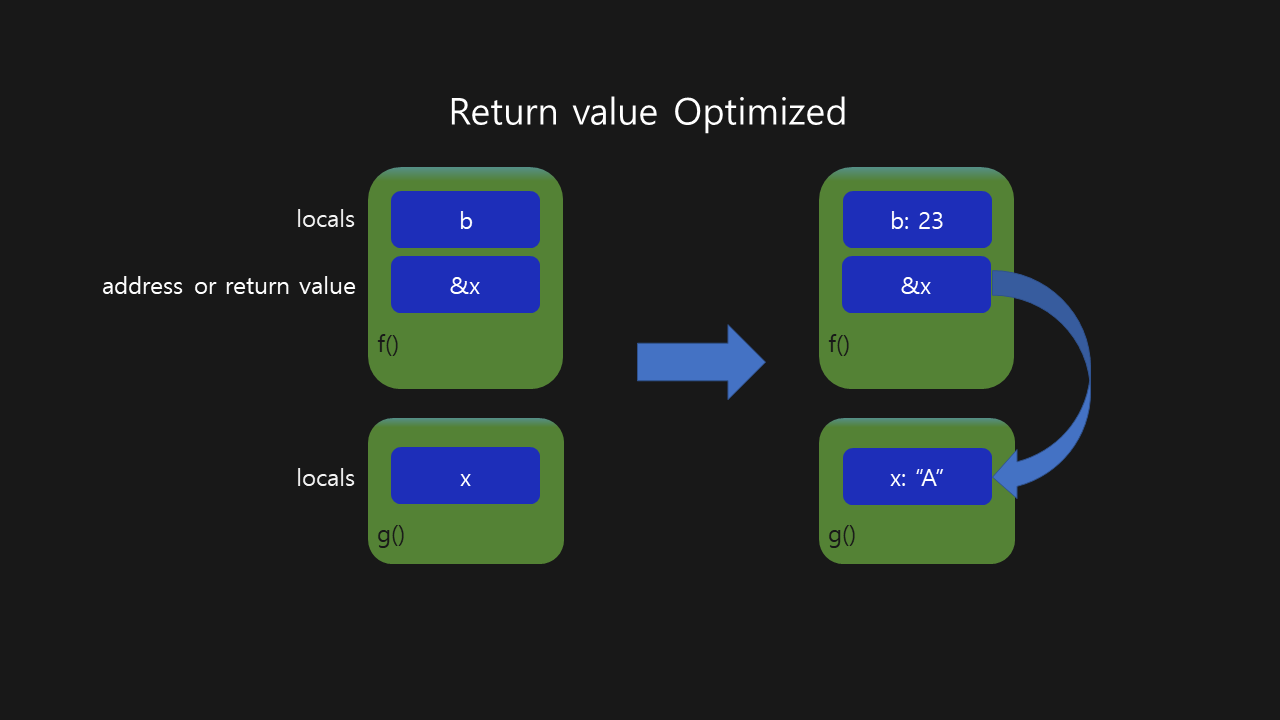 Return value Optimized
locals
b
address or return value
&x
f()
locals
x
g()
b: 23
&x
f()
x: “A”
g()